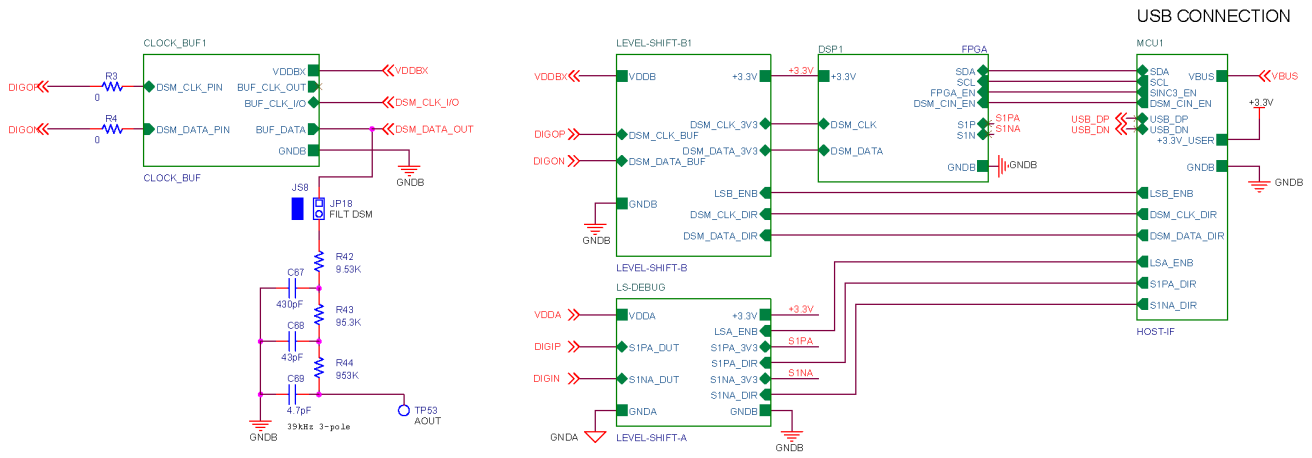 USB CONNECTION
CLOCK_BUF1
VDDBX
VDDBX
DIGOP
R3
0
DSM_CLK_PIN
BUF_CLK_OUT
BUF_CLK_I/O
DSM_CLK_I/O
DIGON
R4
0
DSM_DATA_PIN
BUF_DATA
DSM_DATA_OUT
GNDB
GNDB
CLOCK_BUF
JS8
JP18
FILT DSM
R42
9.53K
C67
430pF
R43
95.3K
C68
43pF
R44
953K
C69
4.7pF
39kHz 3-pole
GNDB
TP53
AOUT
LEVEL-SHIFT-B1
VDDBX
VDDB
+3.3V
+3.3V
DIGOP
DSM_CLK_BUF
DSM_CLK_3V3
DIGON
DSM_DATA_BUF
DSM_DATA_3V3
LSB_ENB
GNDB
DSM_CLK_DIR
GNDB
DSM_DATA_DIR
LEVEL-SHIFT-B
DSP1
FPGA
+3.3V
SDA
SCL
FPGA_EN
DSM_CIN_EN
DSM_CLK
S1P
S1PA
S1N
S1NA
DSM_DATA
GNDB
GNDB
MCU1
SDA
SCL
SINC3_EN
DSM_CIN_EN
VBUS
VBUS
+3.3V
USB_DP
USB_DP
USB_DN
USB_DN
+3.3V_USER
GNDB
GNDB
LSB_ENB
DSM_CLK_DIR
DSM_DATA_DIR
LSA_ENB
S1PA_DIR
S1NA_DIR
HOST-IF
LS-DEBUG
VDDA
VDDA
+3.3V
+3.3V
LSA_ENB
DIGIP
S1PA_DUT
S1PA_3V3
S1PA
S1PA_DIR
DIGIN
S1NA_DUT
S1NA_3V3
S1NA
S1NA_DIR
GNDA
GNDB
GNDA
GNDB
LEVEL-SHIFT-A